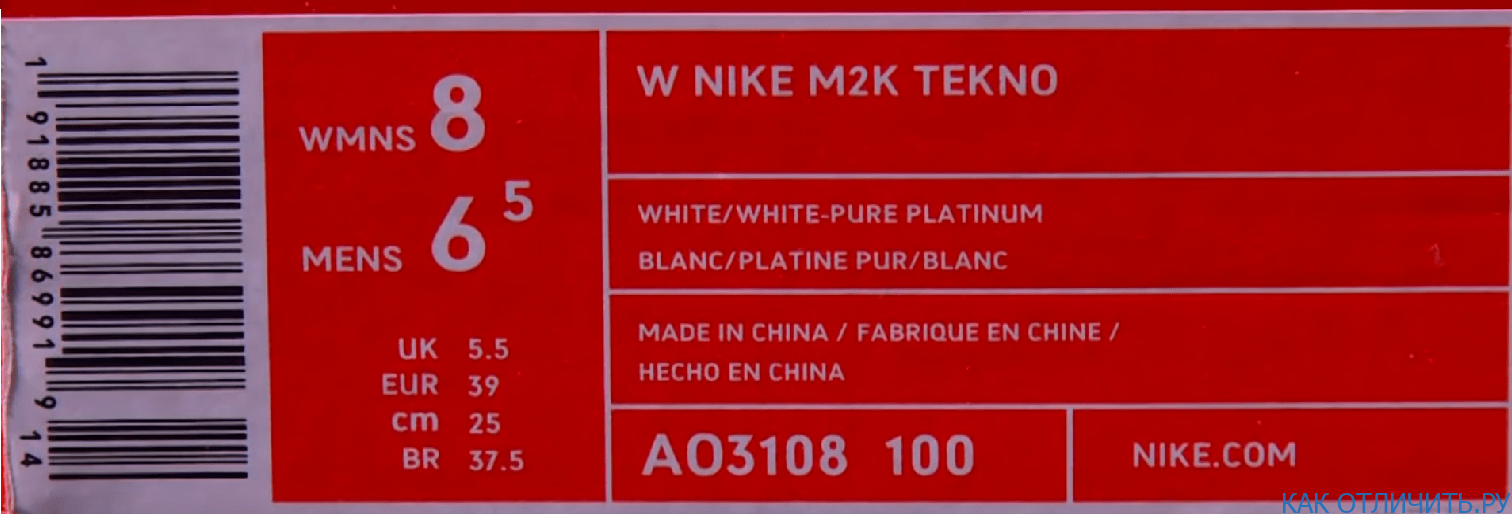 1 91885 86991 9 14
WMNS 8
MENS 6 5
UK 5.5
EUR 39
cm 25
BR 37.5
W NIKE M2K TEKNO
WHITE/WHITE-PURE PLATINUM
BLANC/PLATINE PUR/BLANC
MADE IN CHINA / FABRIQUE EN CHINE /
HECHO EN CHINA
AO3108 100
NIKE.COM
КАК ОТЛИЧИТЬ.РУ